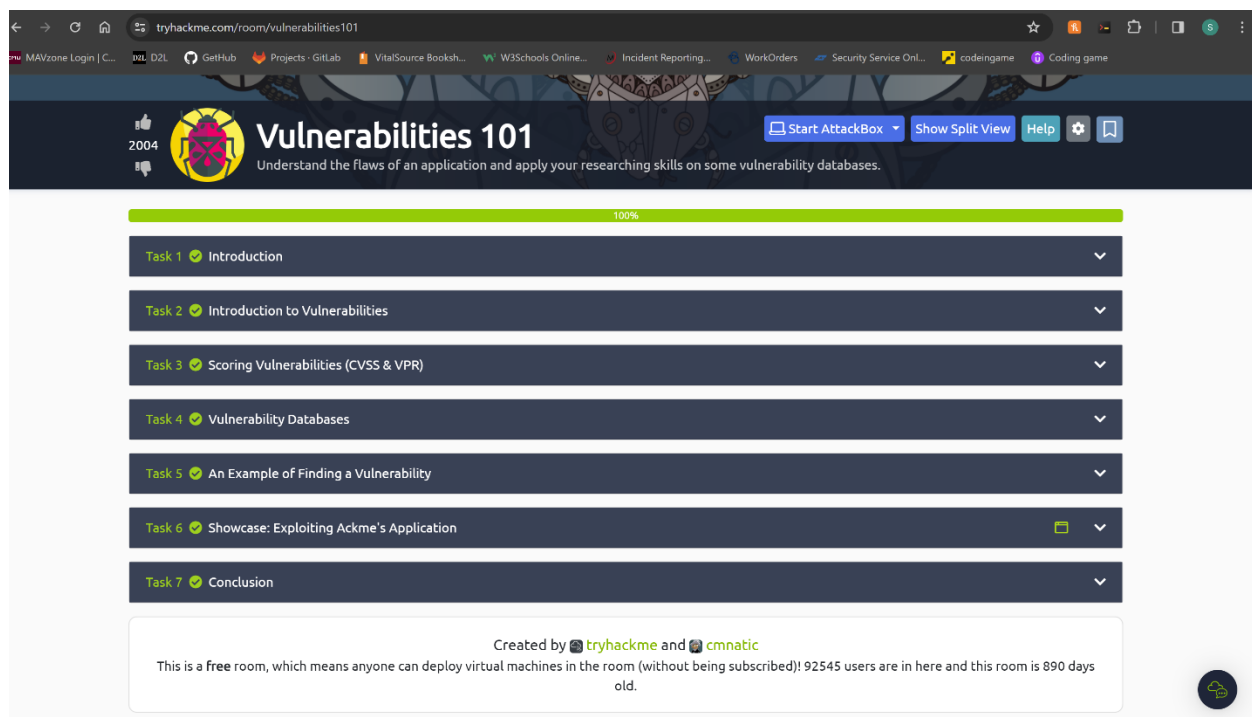 tryhackme.com/room/vulnerabilities101
MAVzone Login | C... D2L D2L GetHub Projects · GitLab VitalSource Booksh... W3Schools Online... Incident Reporting... WorkOrders Security Service Onl... codeingame Coding game
S
2004
Vulnerabilities 101
Understand the flaws of an application and apply your researching skills on some vulnerability databases.
Start AttackBox Show Split View Help
100%
Task 1 Introduction
Task 2 Introduction to Vulnerabilities
Task 3 Scoring Vulnerabilities (CVSS & VPR)
Task 4 Vulnerability Databases
Task 5 An Example of Finding a Vulnerability
Task 6 Showcase: Exploiting Ackme's Application
Task 7 Conclusion
Created by tryhackme and cmnatic
This is a free room, which means anyone can deploy virtual machines in the room (without being subscribed)! 92545 users are in here and this room is 890 days
old.